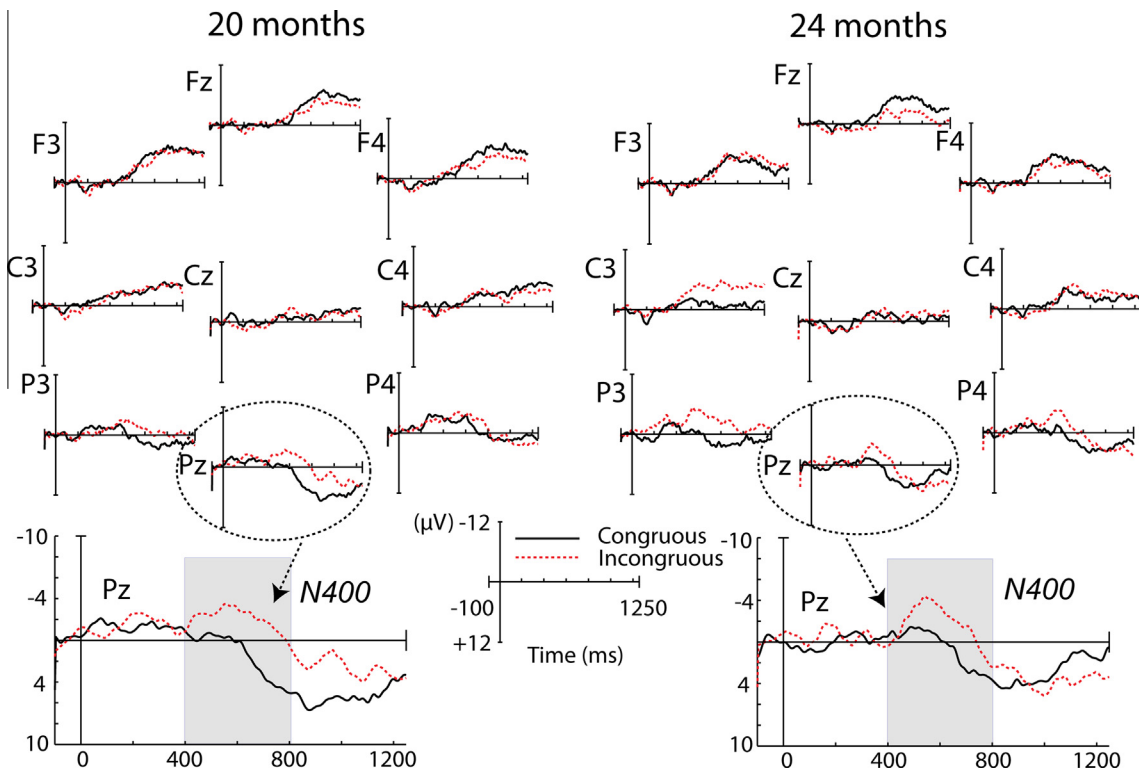 20 months
24 months
Fz
Fz
F3
F4
F3
F4
C3
Cz
C4
C3
Cz
C4
P3
P4
P3
P4
Pz
Pz
(μV) -12
Congruous
Incongruous
-100
1250
+12
Time (ms)
-10
-4
4
10
Pz
N400
0
400
800
1200
-10
-4
4
10
Pz
N400
0
400
800
1200